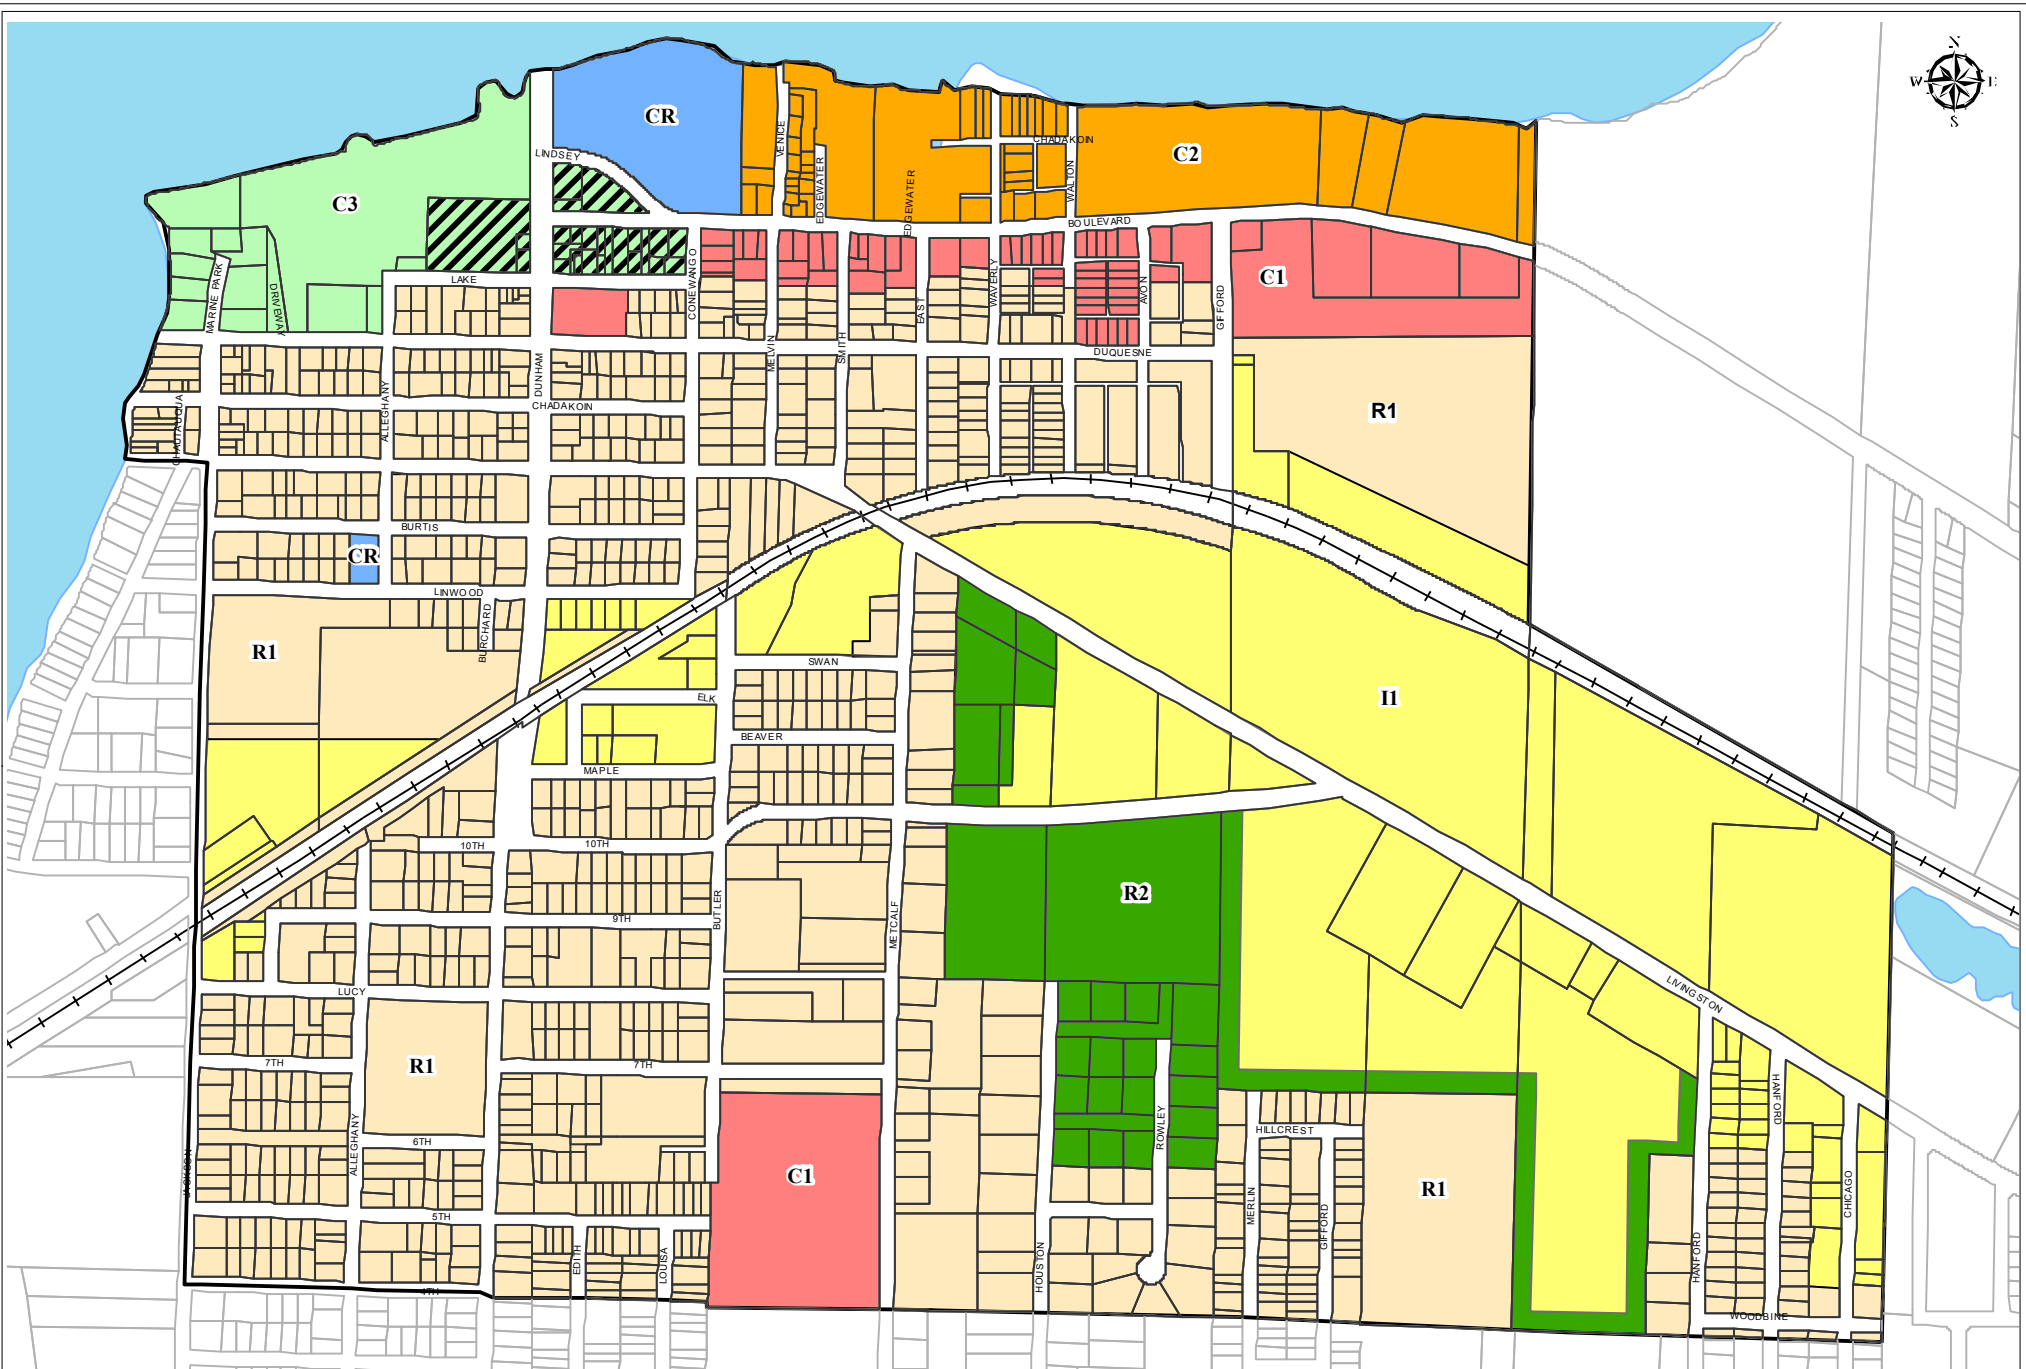 N
W E
S
CR
CHADAKOIN
VENICE
LINDSEY
C2
EDGEWATER
WALTON
C3
EDGEWATER
BOULEVARD
LAKE
CONEWANGO
WAVERLY
C1
MARINE PARK
DRIVEWAY
AVON
GIFFORD
EAST
MELVIN
SMITH
DUQUESNE
DUNHAM
ALLEGHANY
CHADAKOIN
R1
CHAUTAUQUA
BURTIS
CR
LINWOOD
BURCHARD
R1
SWAN
ELK
I1
BEAVER
MAPLE
10TH
10TH
R2
BUTLER
9TH
METCALF
LUCY
LIVINGSTON
7TH
R1
7TH
HANFORD
ALLEGHANY
6TH
ROWLEY
HILLCREST
JACKSON
C1
R1
CHICAGO
MERLIN
GIFFORD
5TH
HANFORD
EDITH
LOUISA
HOUSTON
4TH
WOODBINE